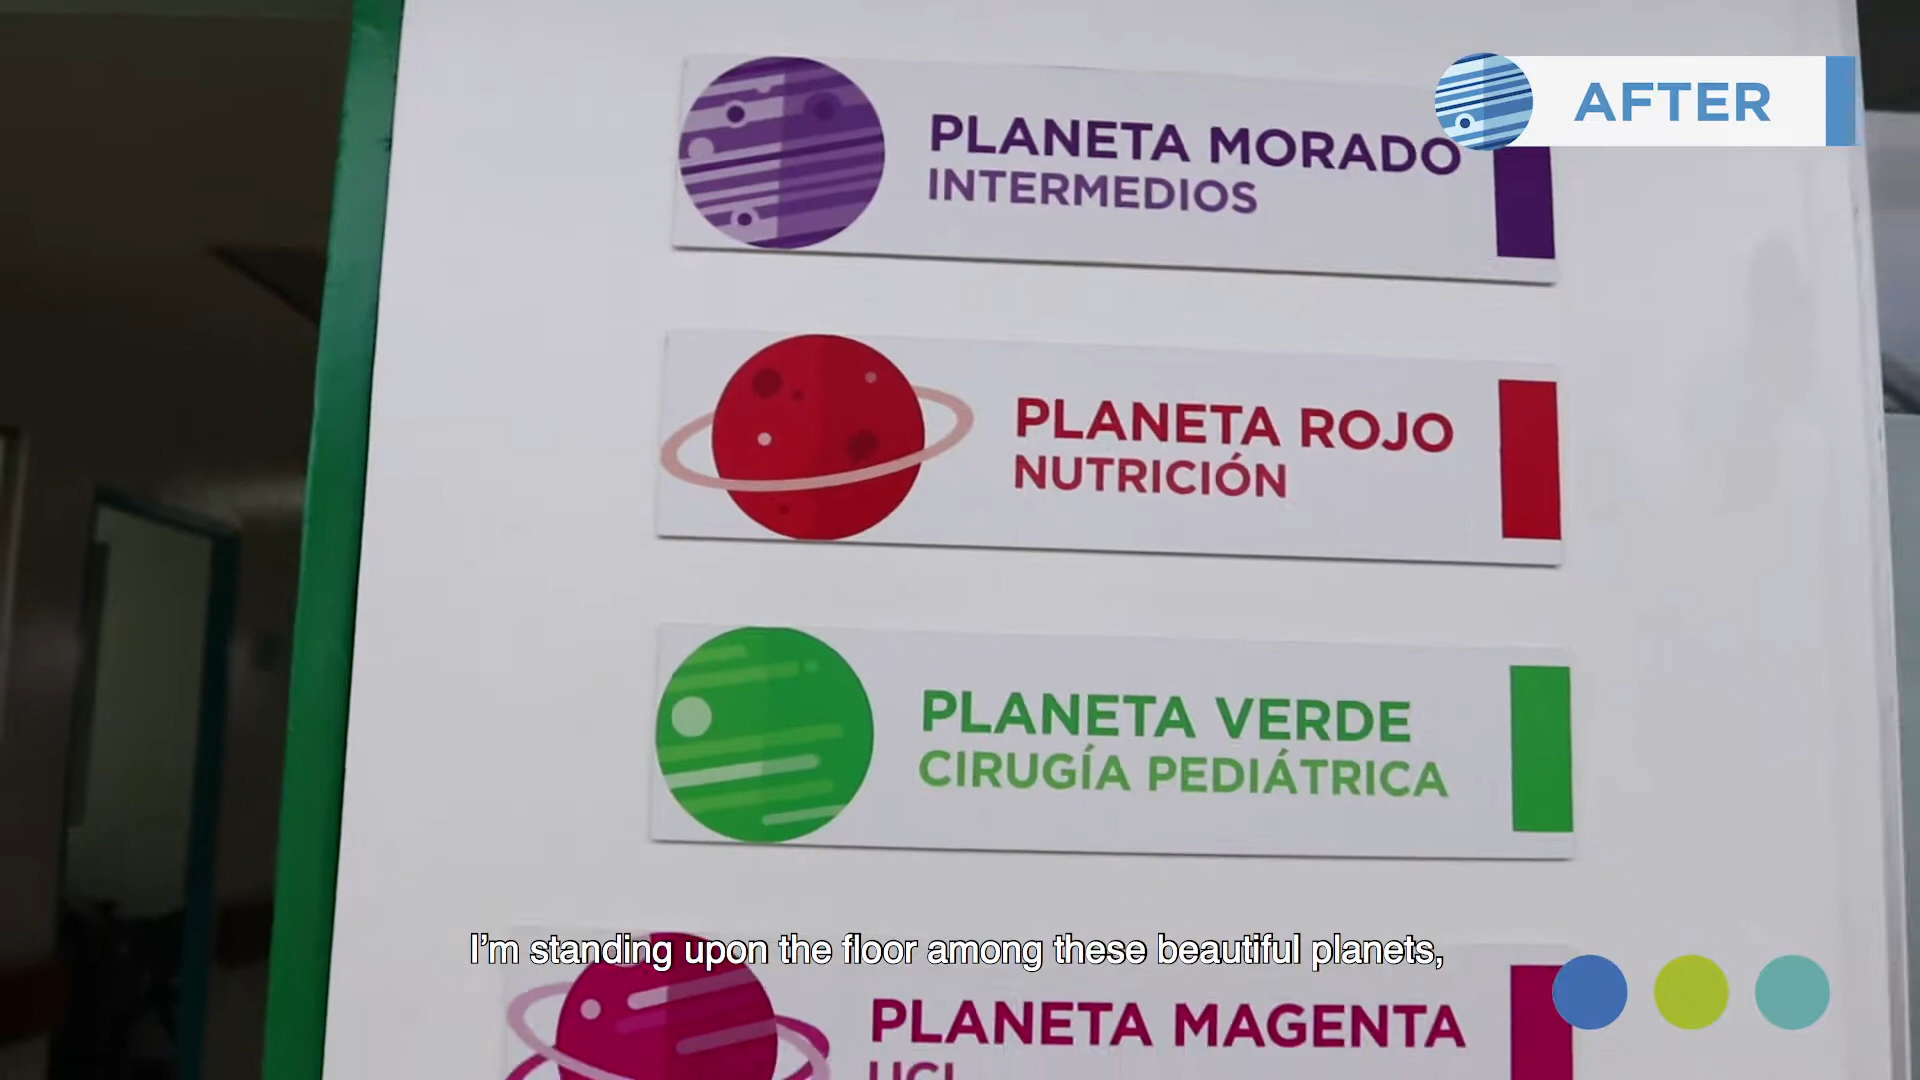 AFTER
PLANETA MORADO
INTERMEDIOS
PLANETA ROJO
NUTRICIÓN
PLANETA VERDE
CIRUGÍA PEDIÁTRICA
I'm standing upon the floor among these beautiful planets,
PLANETA MAGENTA
UCI